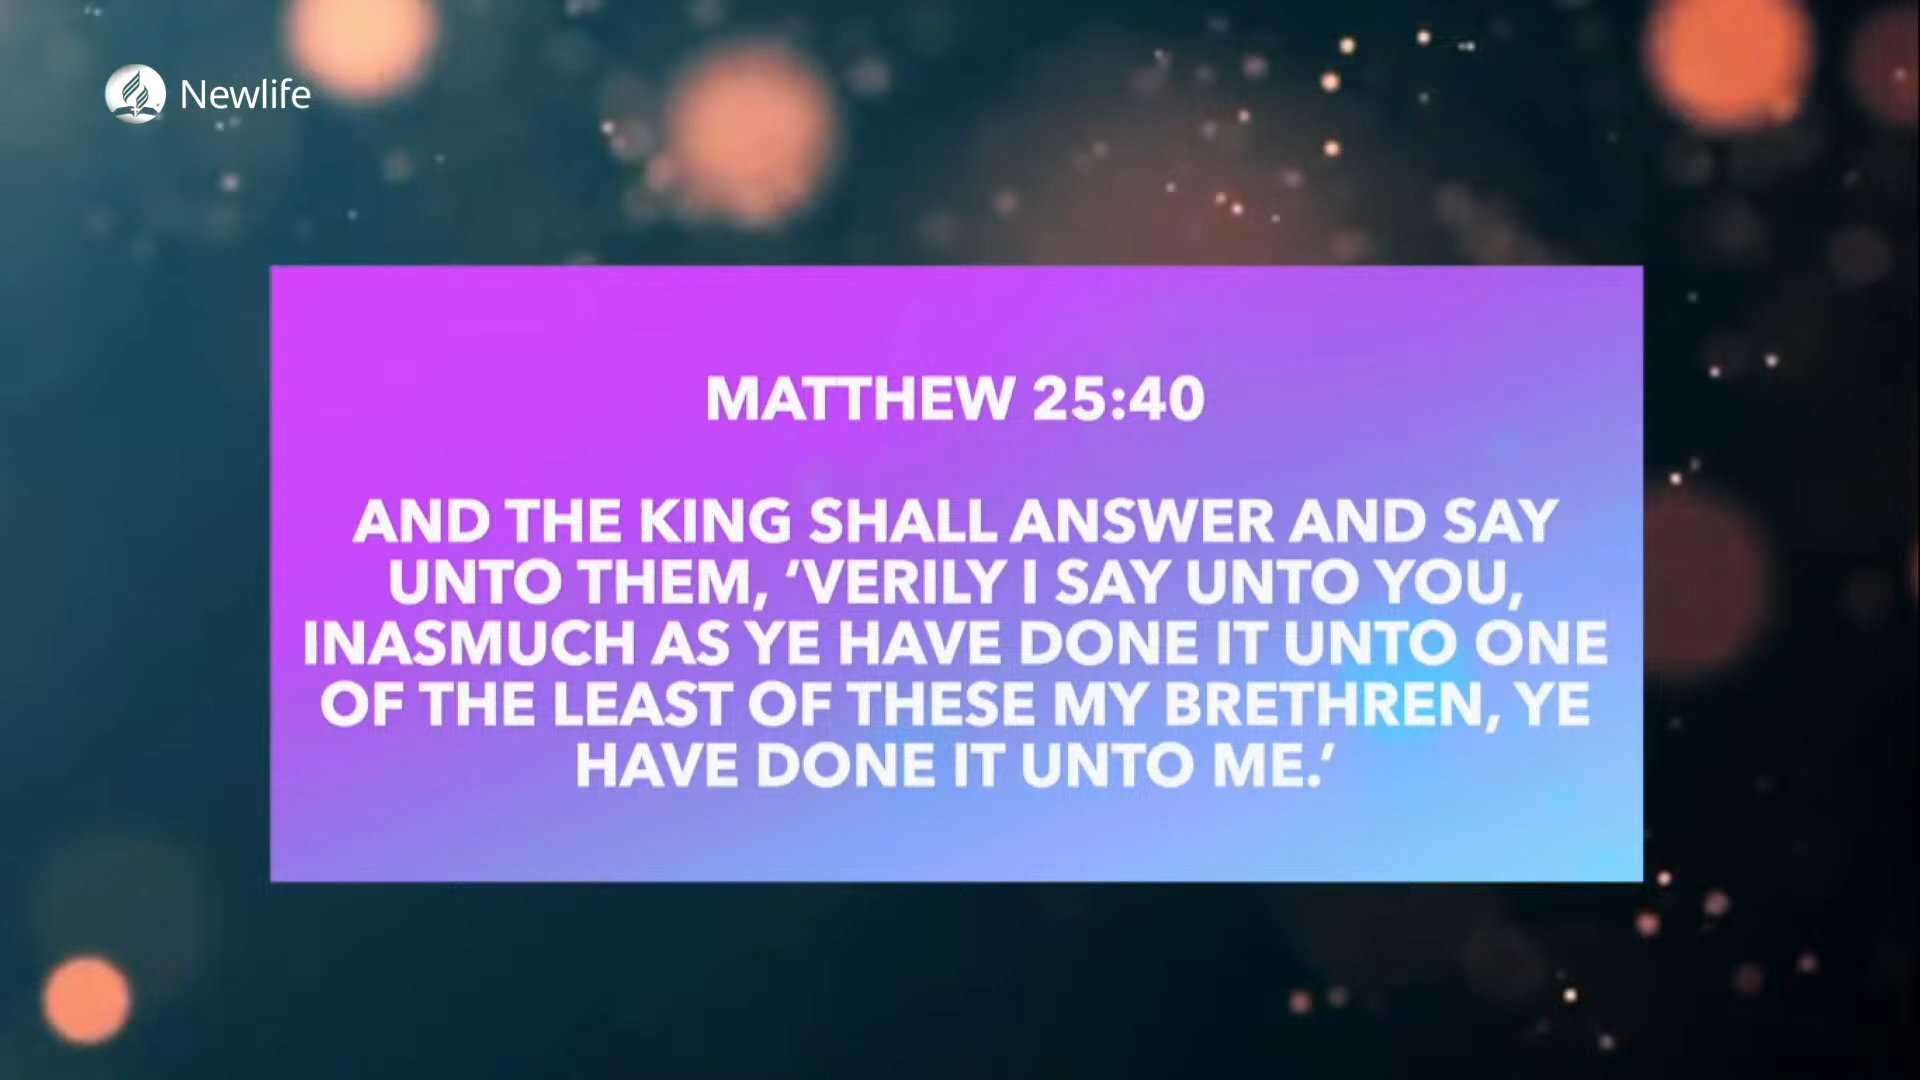 Newlife
MATTHEW 25:40
AND THE KING SHALL ANSWER AND SAY
UNTO THEM, ‘VERILY I SAY UNTO YOU,
INASMUCH AS YE HAVE DONE IT UNTO ONE
OF THE LEAST OF THESE MY BRETHREN, YE
HAVE DONE IT UNTO ME.’